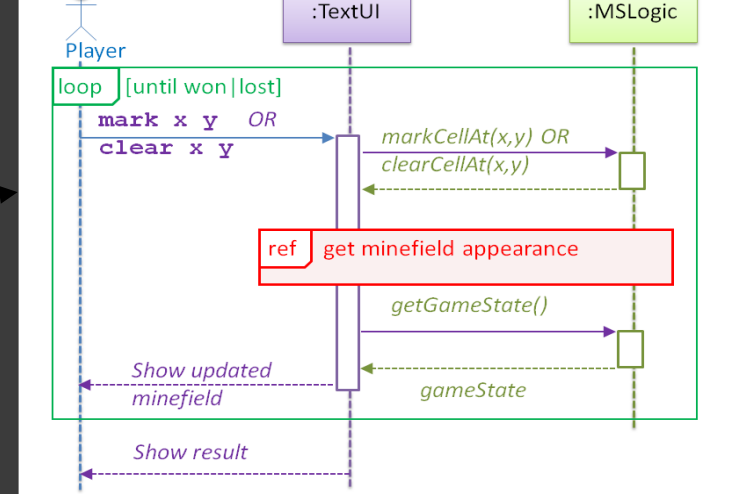 :TextUI
:MSLogic
Player
loop [until won|lost]
mark x y OR
clear x y
markCellAt(x,y) OR
clearCellAt(x,y)
ref get minefield appearance
getGameState()
Show updated
minefield
gameState
Show result